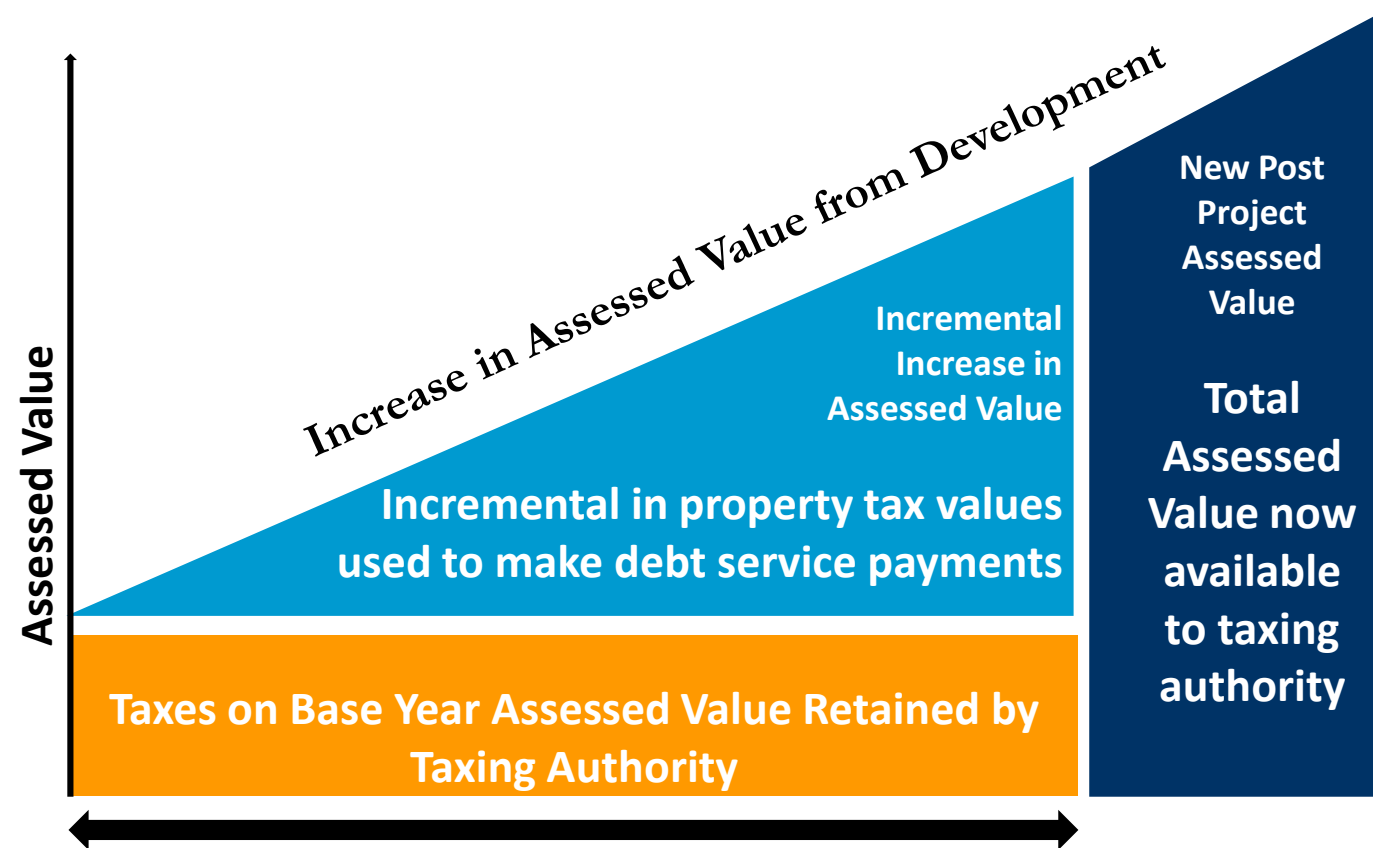 Assessed Value
Increase in Assessed Value from Development
Incremental
Increase in
Assessed Value
Incremental in property tax values
used to make debt service payments
Taxes on Base Year Assessed Value Retained by
Taxing Authority
New Post
Project
Assessed
Value
Total
Assessed
Value now
available
to taxing
authority